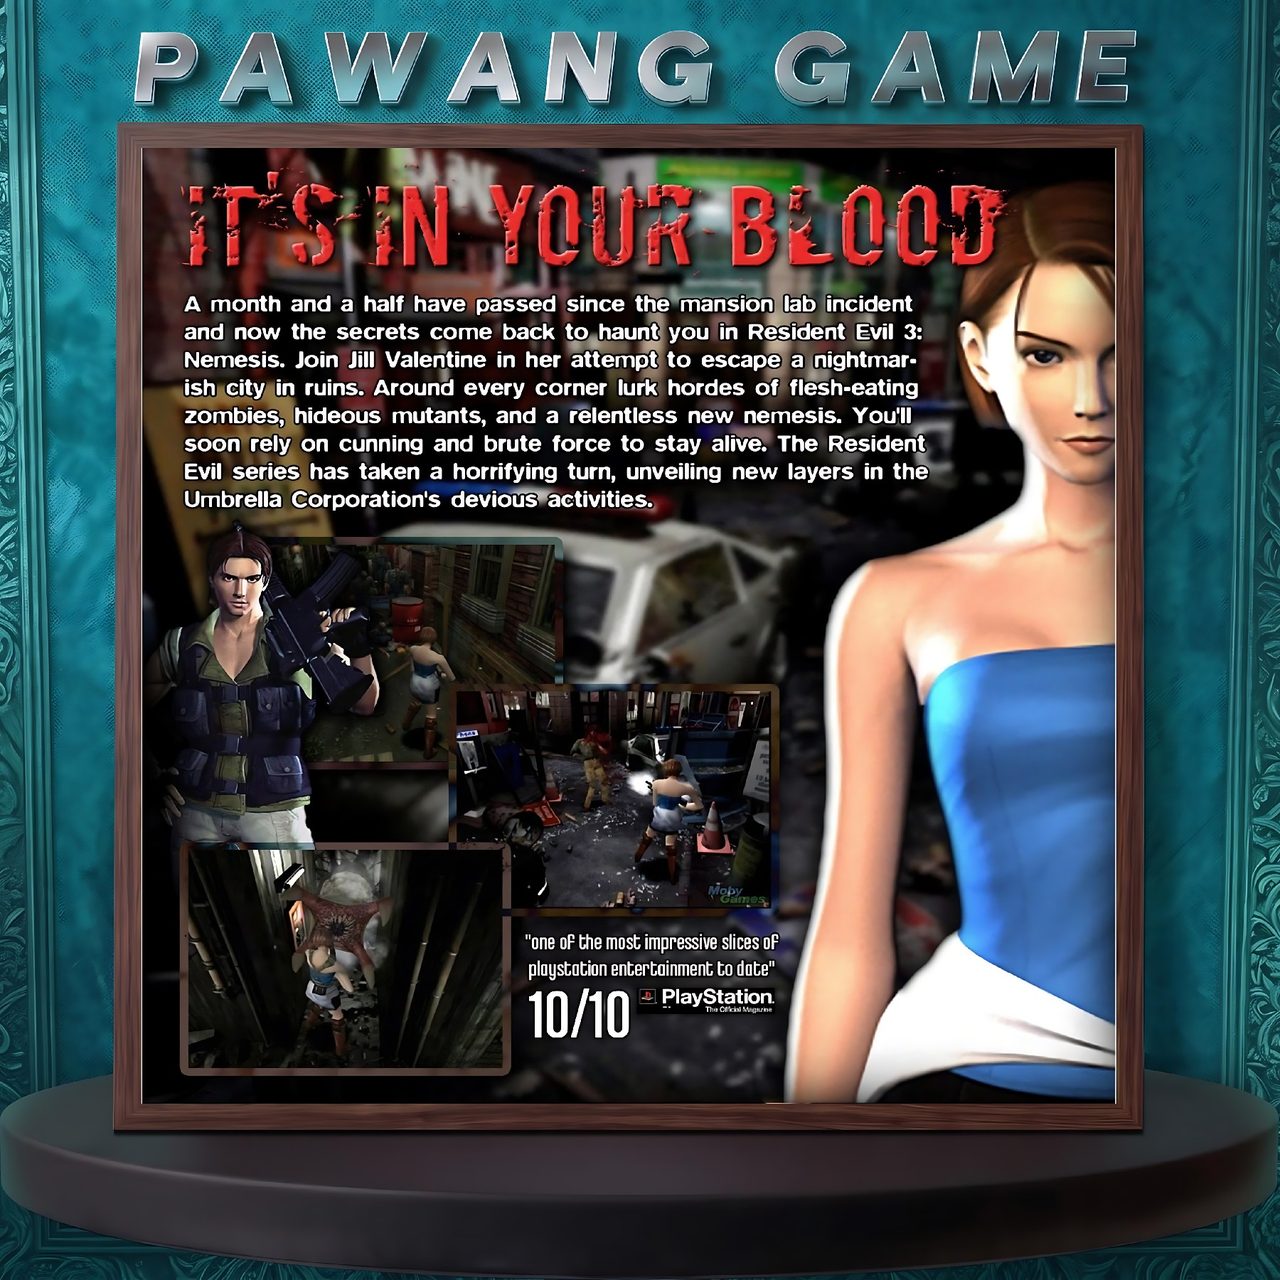 PAWANG GAME
IT'S IN YOUR BLOOD
A month and a half have passed since the mansion lab incident
and now the secrets come back to haunt you in Resident Evil 3:
Nemesis. Join Jill Valentine in her attempt to escape a nightmar-
ish city in ruins. Around every corner lurk hordes of flesh-eating
zombies, hideous mutants, and a relentless new nemesis. You'll
soon rely on cunning and brute force to stay alive. The Resident
Evil series has taken a horrifying turn, unveiling new layers in the
Umbrella Corporation's devious activities.
Moby
Games
"one of the most impressive slices of
playstation entertainment to date"
10/10 PlayStation.
The Official Magazine